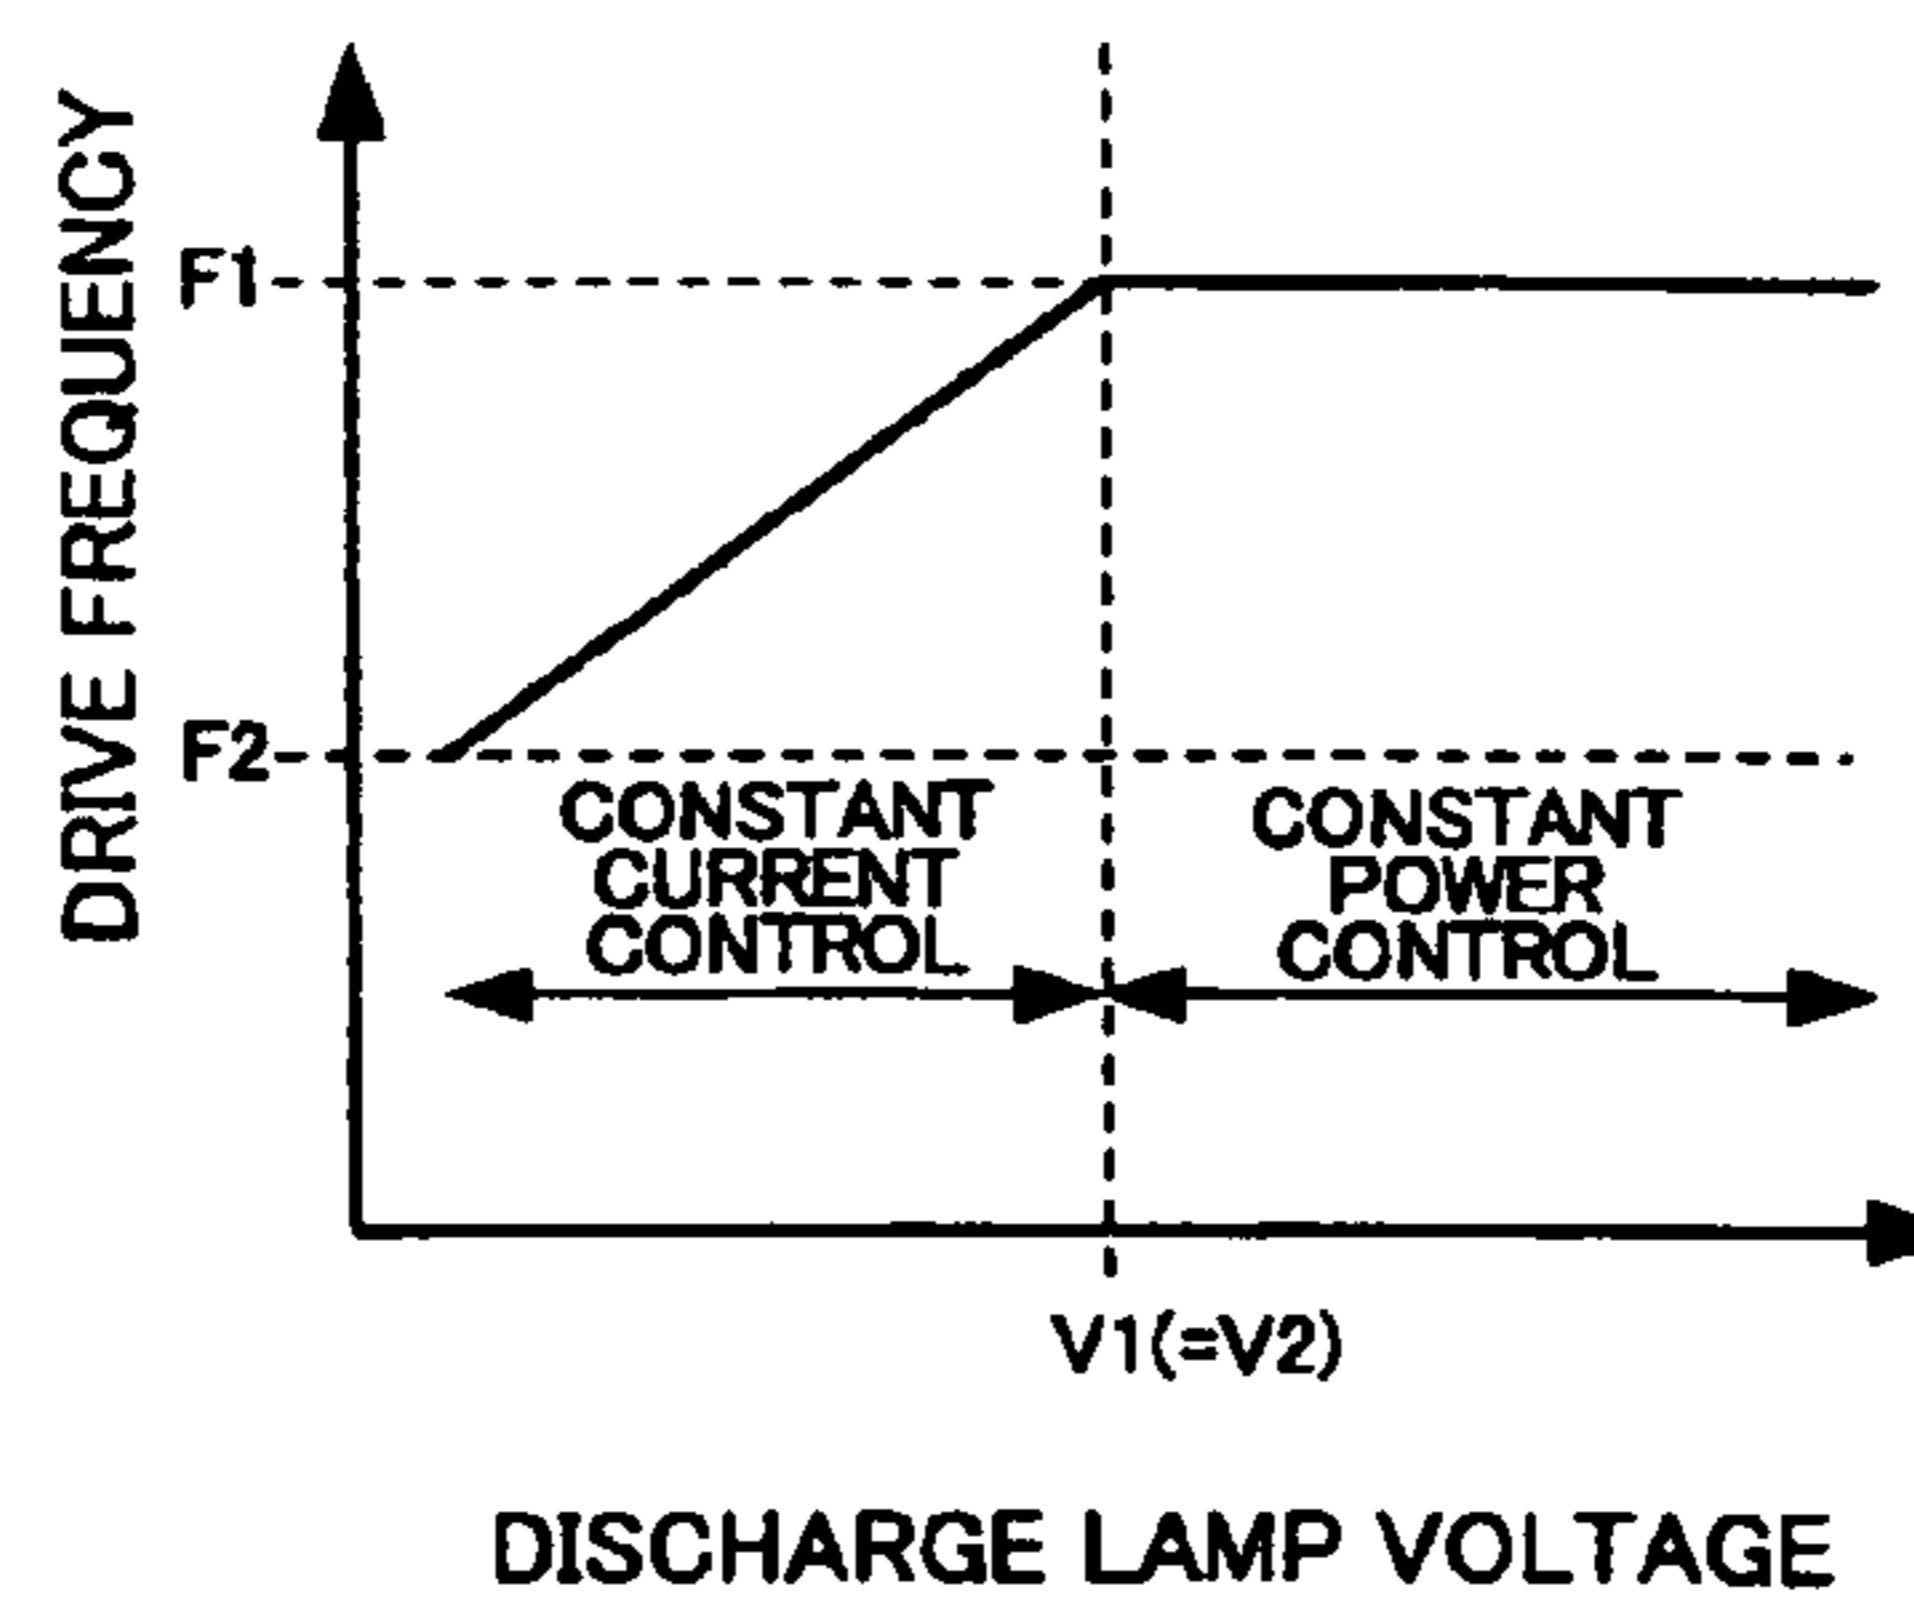 DRIVE FREQUENCY
F1
F2
CONSTANT
CURRENT
CONTROL
CONSTANT
POWER
CONTROL
V1(=V2)
DISCHARGE LAMP VOLTAGE